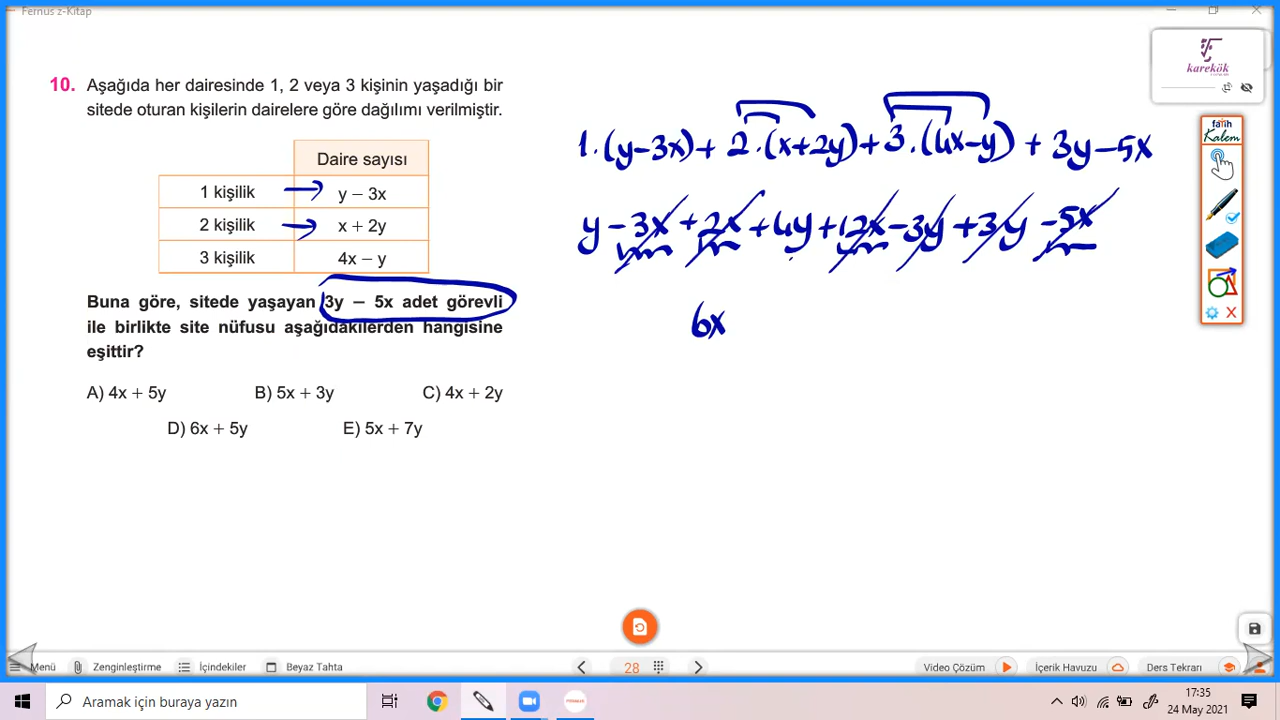 Fernus z-Kitap
karekök
10. Aşağıda her dairesinde 1, 2 veya 3 kişinin yaşadığı bir
sitede oturan kişilerin dairelere göre dağılımı verilmiştir.
Daire sayısı
1 kişilik → y – 3x
2 kişilik → x + 2y
3 kişilik 4x – y
Buna göre, sitede yaşayan 3y – 5x adet görevli
ile birlikte site nüfusu aşağıdakilerden hangisine
eşittir?
A) 4x + 5y B) 5x + 3y C) 4x + 2y
D) 6x + 5y E) 5x + 7y
1.(y-3x)+ 2.(x+2y)+3.(4x-y) + 3y-5x
y-3x+2x+4y+12x-3y+3y-5x
6x
fatih
Kalem
Menü Zenginleştirme İçindekiler Beyaz Tahta 28 Video Çözüm İçerik Havuzu Ders Tekrarı
Aramak için buraya yazın
17:35
24 May 2021